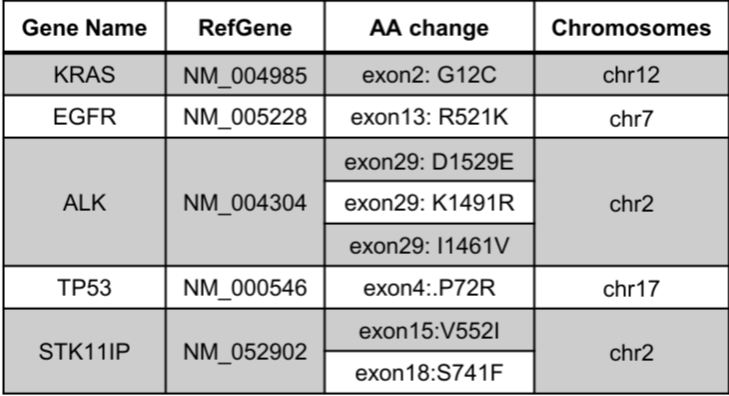 Gene Name RefGene AA change Chromosomes
KRAS NM_004985 exon2: G12C chr12
EGFR NM_005228 exon13: R521K chr7
ALK NM_004304 exon29: D1529E chr2
exon29: K1491R
exon29: I1461V
TP53 NM_000546 exon4:.P72R chr17
STK11IP NM_052902 exon15:V552I chr2
exon18:S741F